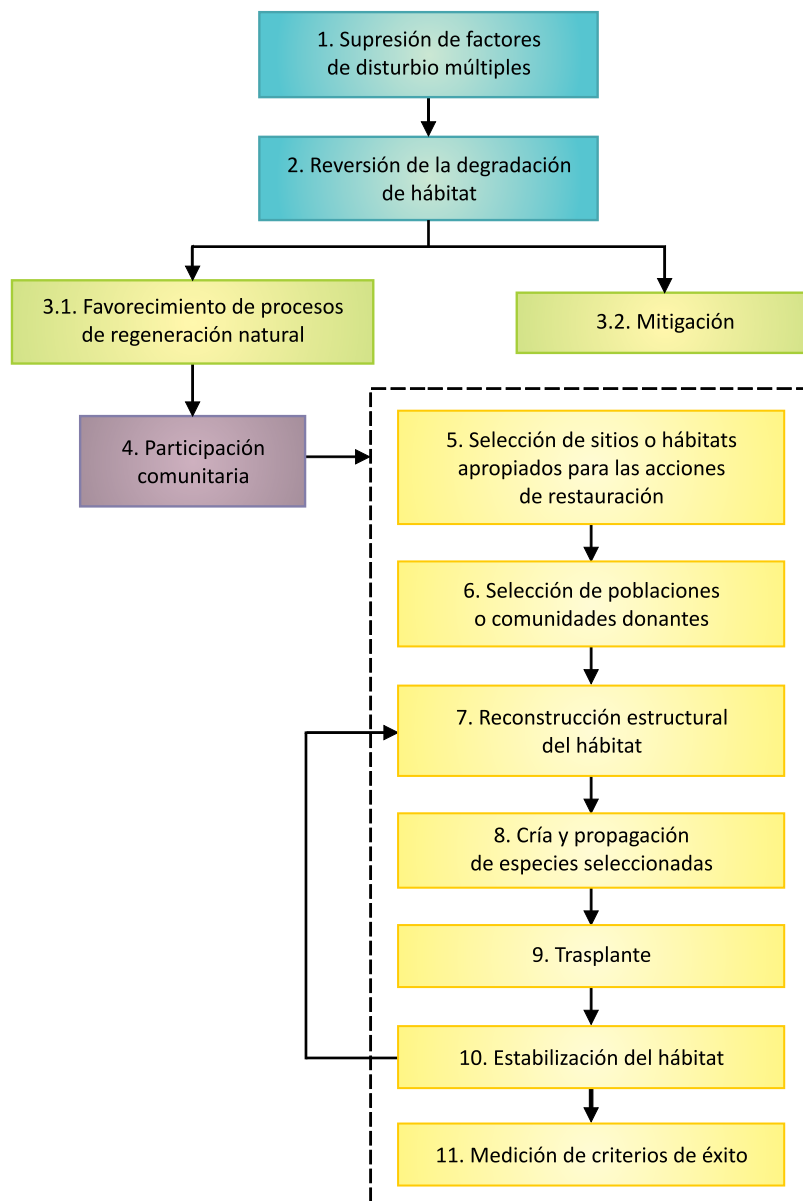 1. Supresión de factores
de disturbio múltiples
2. Reversión de la degradación
de hábitat
3.1. Favorecimiento de procesos
de regeneración natural
3.2. Mitigación
4. Participación
comunitaria
5. Selección de sitios o hábitats
apropiados para las acciones
de restauración
6. Selección de poblaciones
o comunidades donantes
7. Reconstrucción estructural
del hábitat
8. Cría y propagación
de especies seleccionadas
9. Trasplante
10. Estabilización del hábitat
11. Medición de criterios de éxito